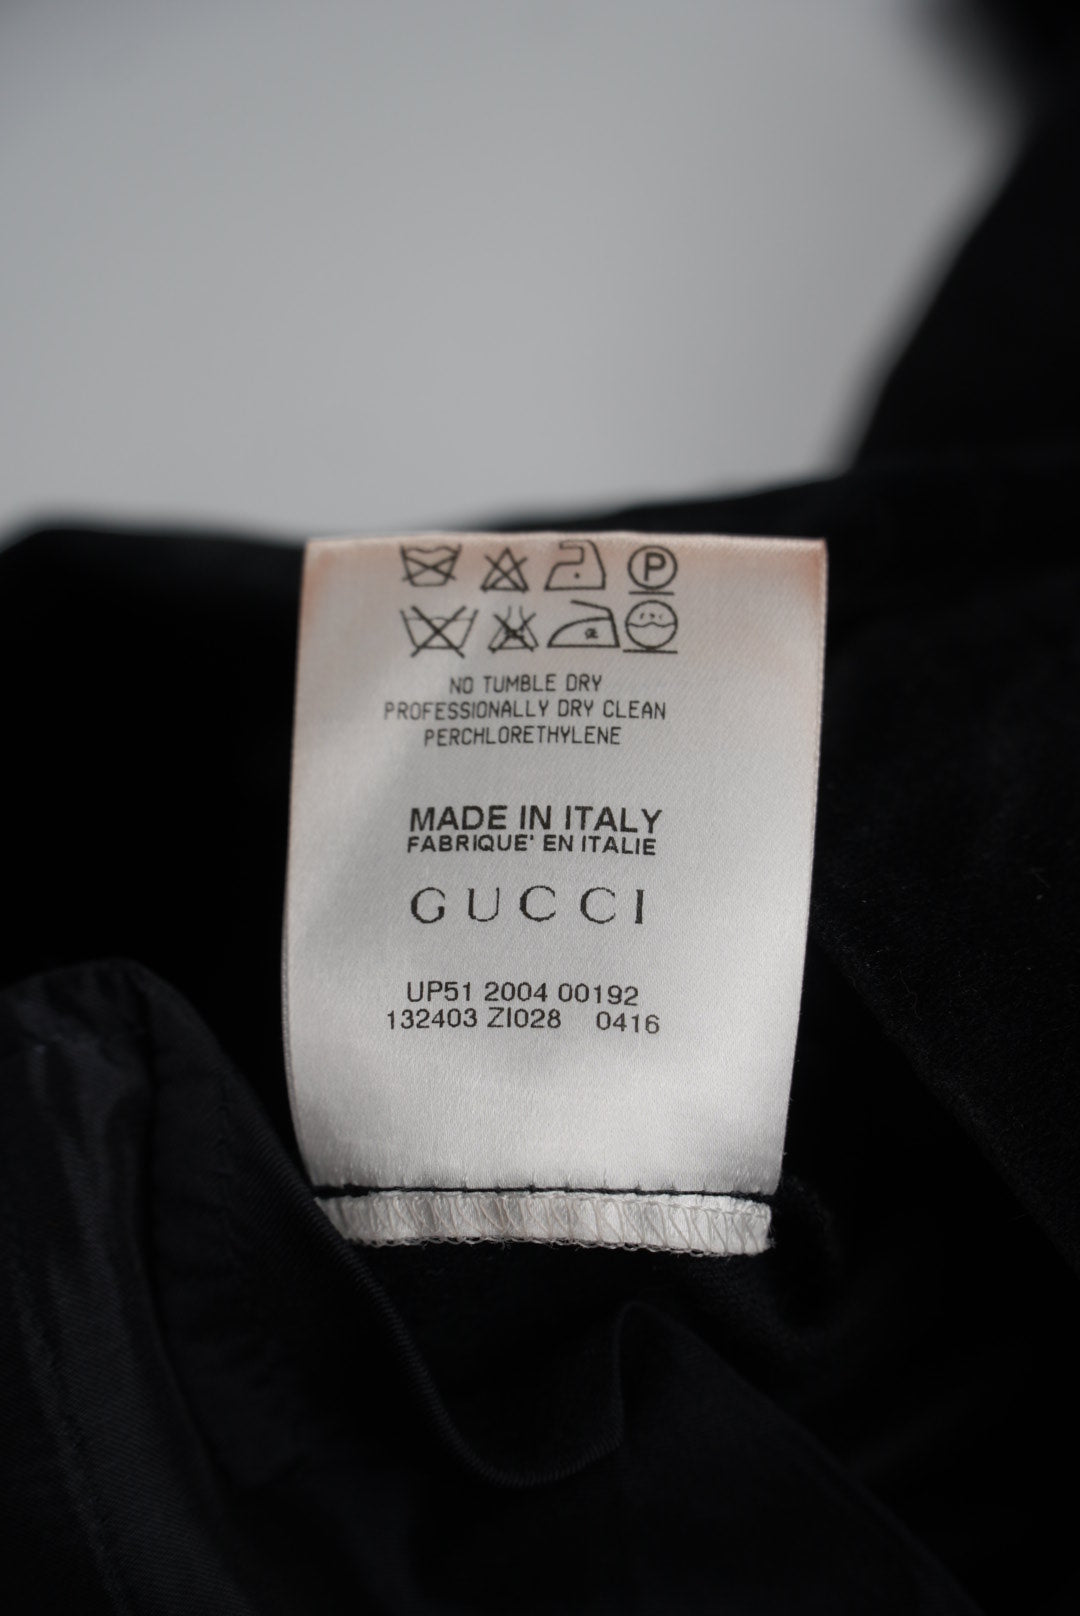 P
NO TUMBLE DRY
PROFESSIONALLY DRY CLEAN
PERCHLORETHYLENE
MADE IN ITALY
FABRIQUE' EN ITALIE
GUCCI
UP51 2004 00192
132403 ZI028 0416